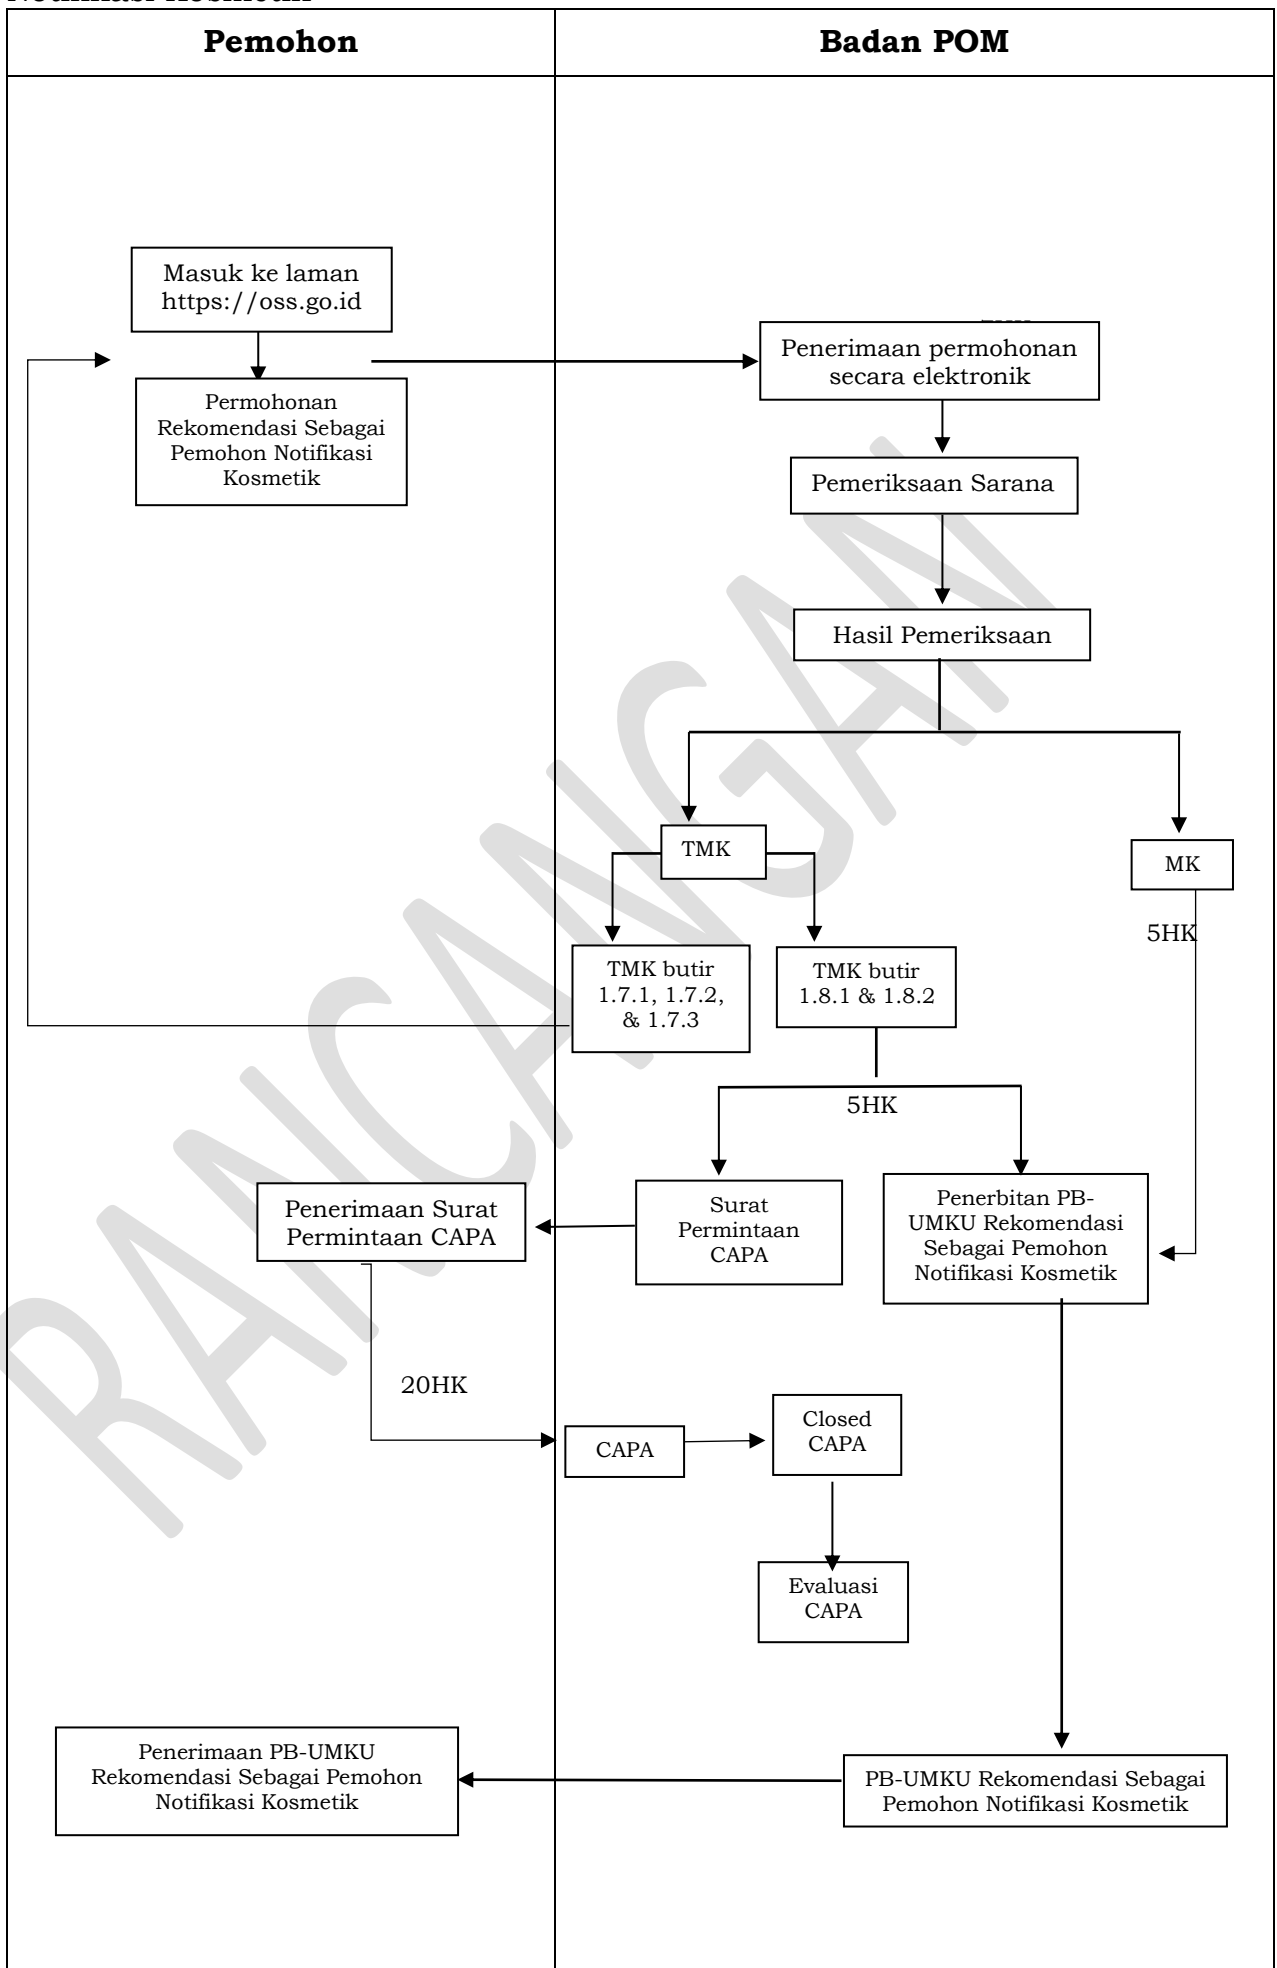 Pemohon
Badan POM
Masuk ke laman
https://oss.go.id
Permohonan
Rekomendasi Sebagai
Pemohon Notifikasi
Kosmetik
Penerimaan permohonan
secara elektronik
Pemeriksaan Sarana
Hasil Pemeriksaan
TMK
MK
5HK
TMK butir
1.7.1, 1.7.2,
& 1.7.3
TMK butir
1.8.1 & 1.8.2
5HK
Penerimaan Surat
Permintaan CAPA
Surat
Permintaan
CAPA
Penerbitan PB-
UMKU Rekomendasi
Sebagai Pemohon
Notifikasi Kosmetik
20HK
CAPA
Closed
CAPA
Evaluasi
CAPA
Penerimaan PB-UMKU
Rekomendasi Sebagai Pemohon
Notifikasi Kosmetik
PB-UMKU Rekomendasi Sebagai
Pemohon Notifikasi Kosmetik
RANCANGAN